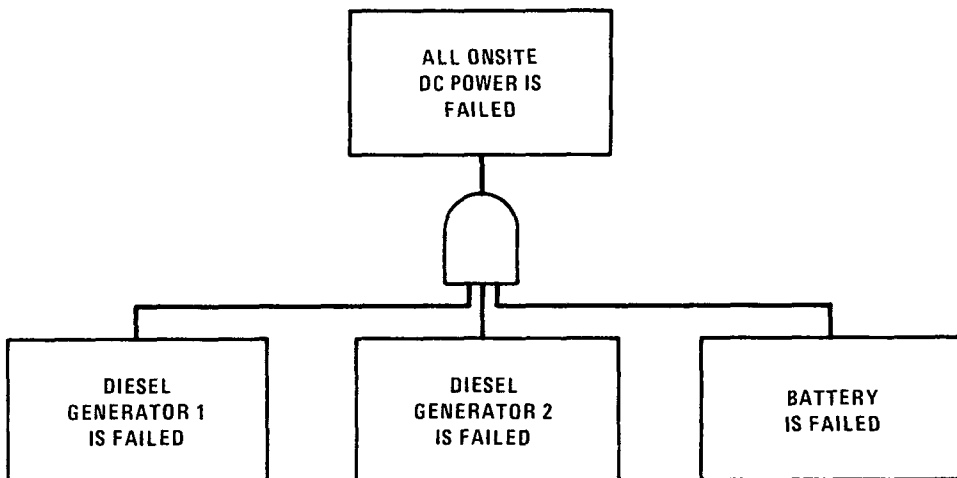 ALL ONSITE
DC POWER IS
FAILED
DIESEL
GENERATOR 1
IS FAILED
DIESEL
GENERATOR 2
IS FAILED
BATTERY
IS FAILED